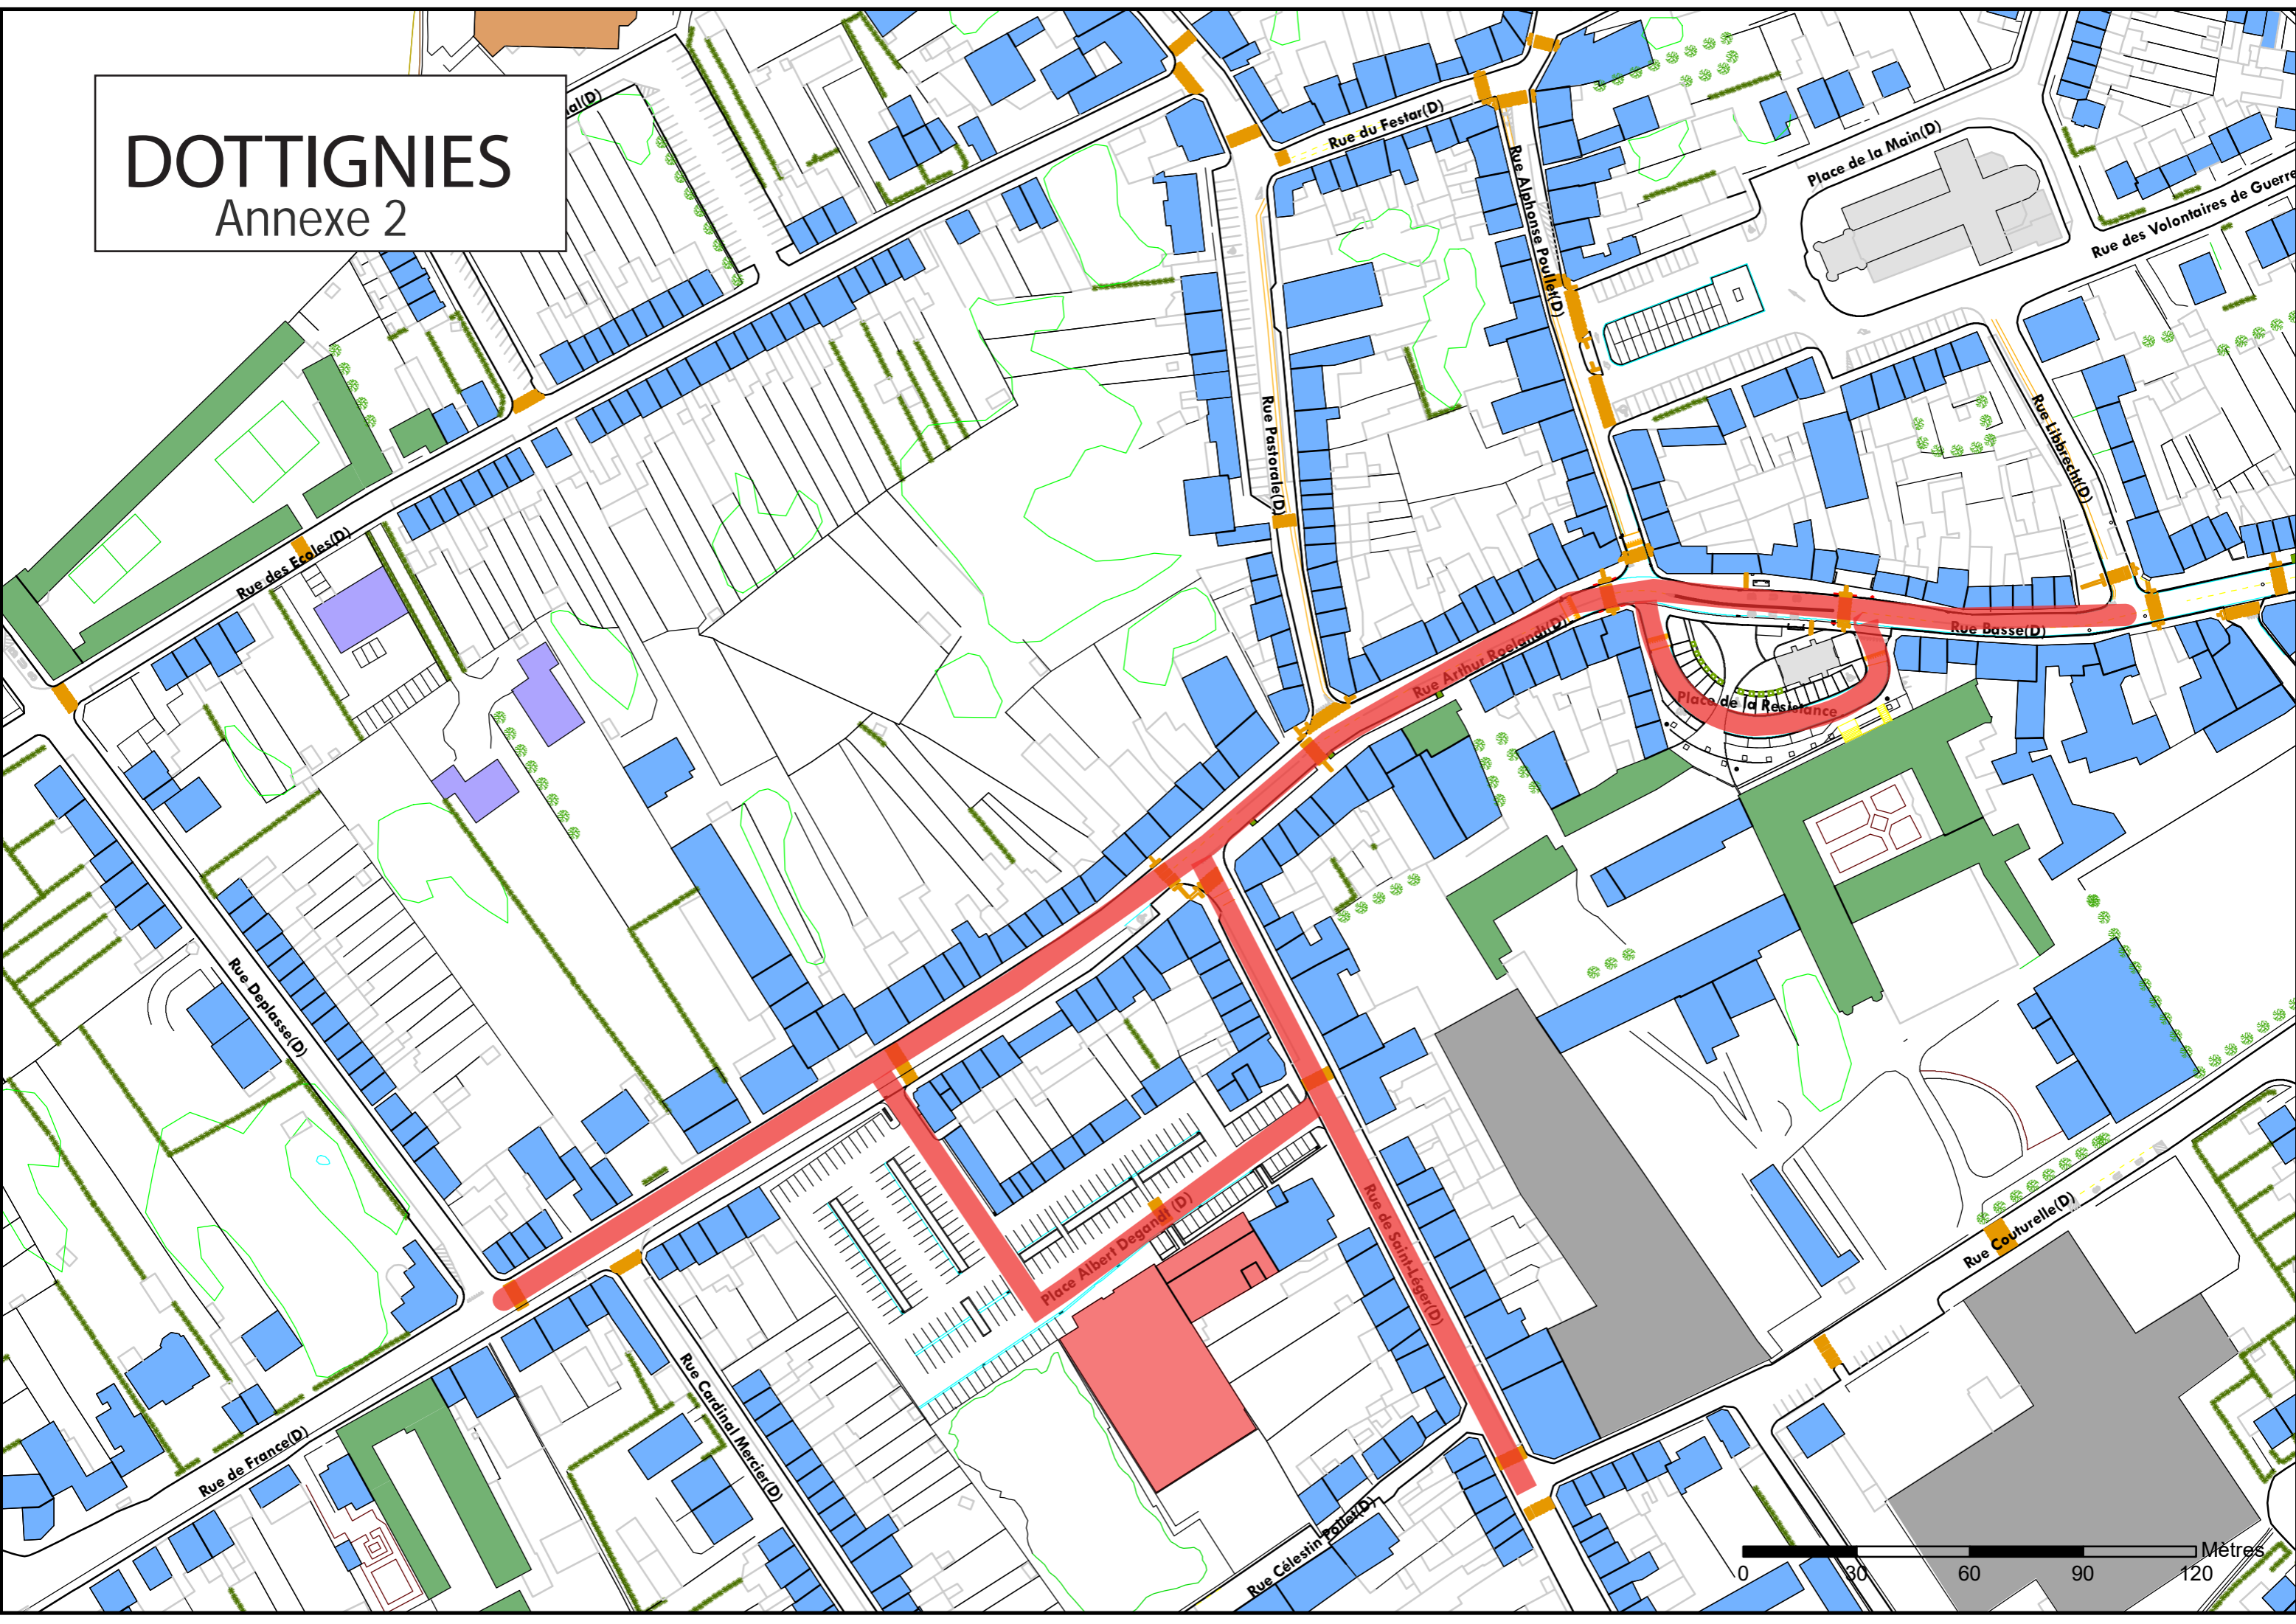 DOTTIGNIES
Annexe 2
Rue du Festar(D)
Rue Alphonse Poullet(D)
Place de la Main(D)
Rue des Volontaires de Guerre
Rue Pastorale(D)
Rue Libbrecht(D)
Rue des Ecoles(D)
Rue Basse(D)
Rue Arthur Roelandt(D)
Place de la Resistance
Rue Deplasse(D)
Place Albert Degandt (D)
Rue de Saint-Léger(D)
Rue Couturelle(D)
Rue Cardinal Mercier(D)
Rue de France(D)
Rue Célestin Pollet(D)
Mètres
0 30 60 90 120